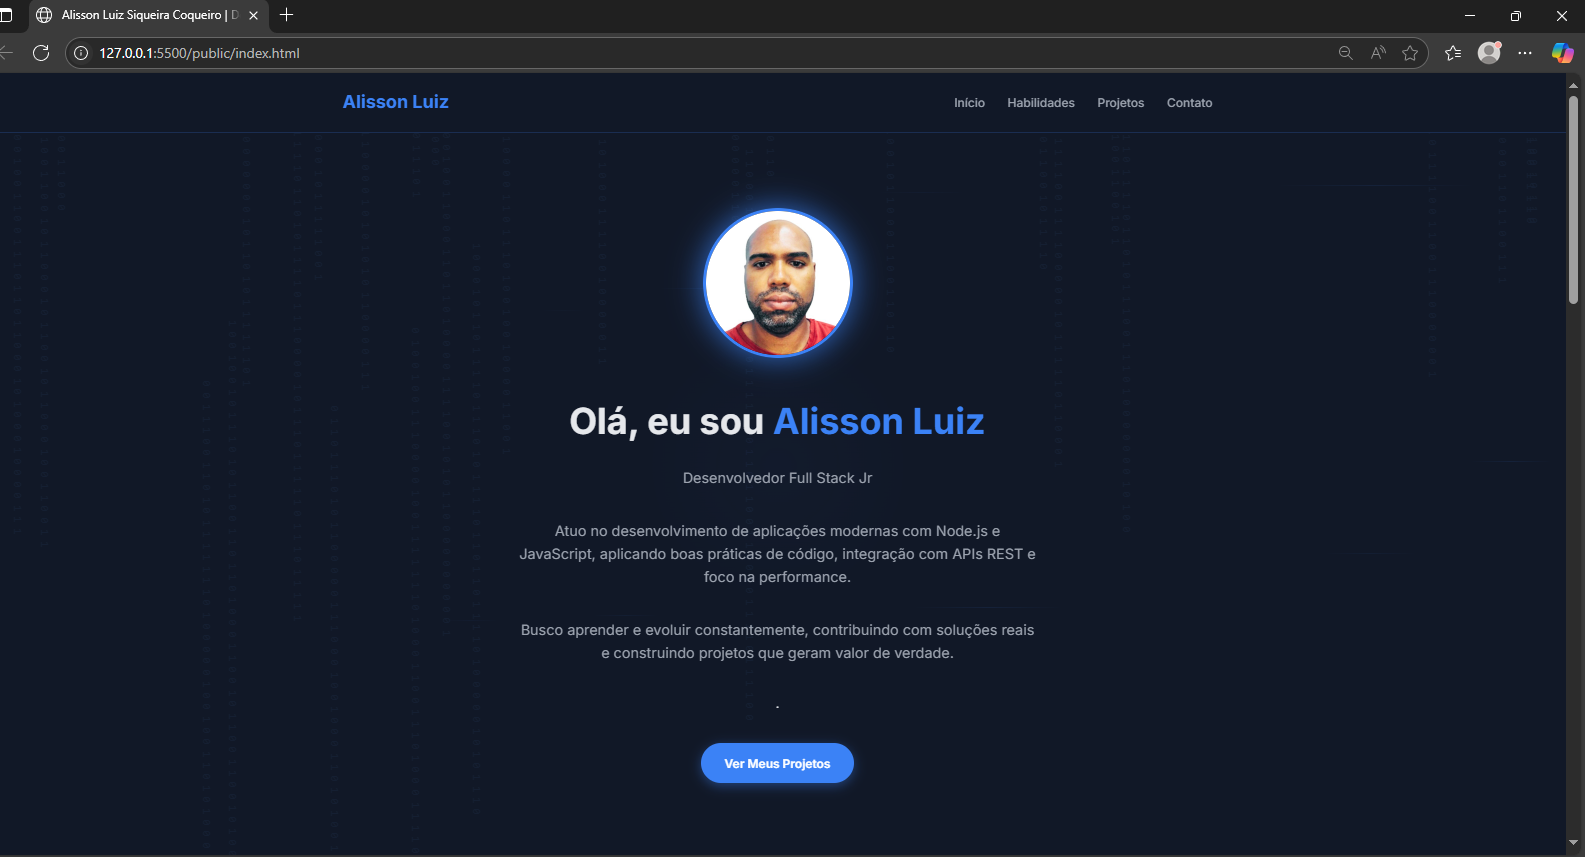 Alisson Luiz Siqueira Coqueiro | D
127.0.0.1:5500/public/index.html
Alisson Luiz
Início Habilidades Projetos Contato
Olá, eu sou Alisson Luiz
Desenvolvedor Full Stack Jr
Atuo no desenvolvimento de aplicações modernas com Node.js e
JavaScript, aplicando boas práticas de código, integração com APIs REST e
foco na performance.
Busco aprender e evoluir constantemente, contribuindo com soluções reais
e construindo projetos que geram valor de verdade.
.
Ver Meus Projetos